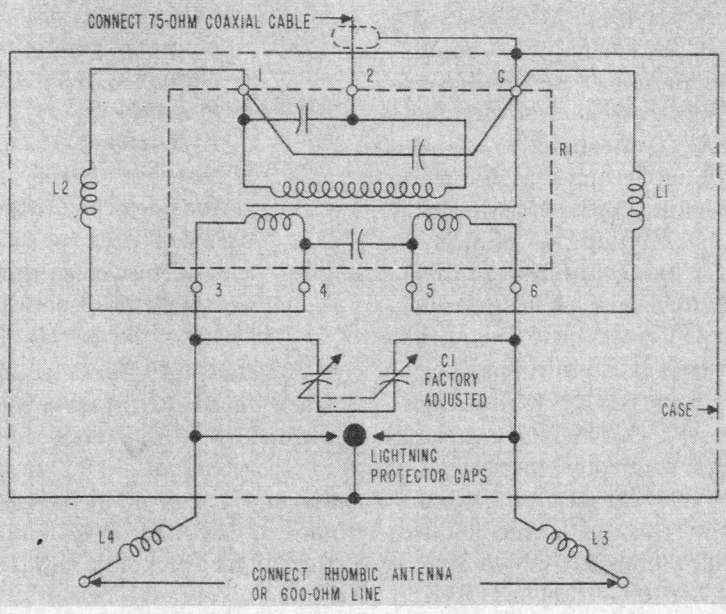 CONNECT 75-OHM COAXIAL CABLE
1
2
G
R1
L2
L1
3
4
5
6
C1
FACTORY
ADJUSTED
CASE
LIGHTNING
PROTECTOR GAPS
L4
L3
CONNECT RHOMBIC ANTENNA
OR 600-OHM LINE